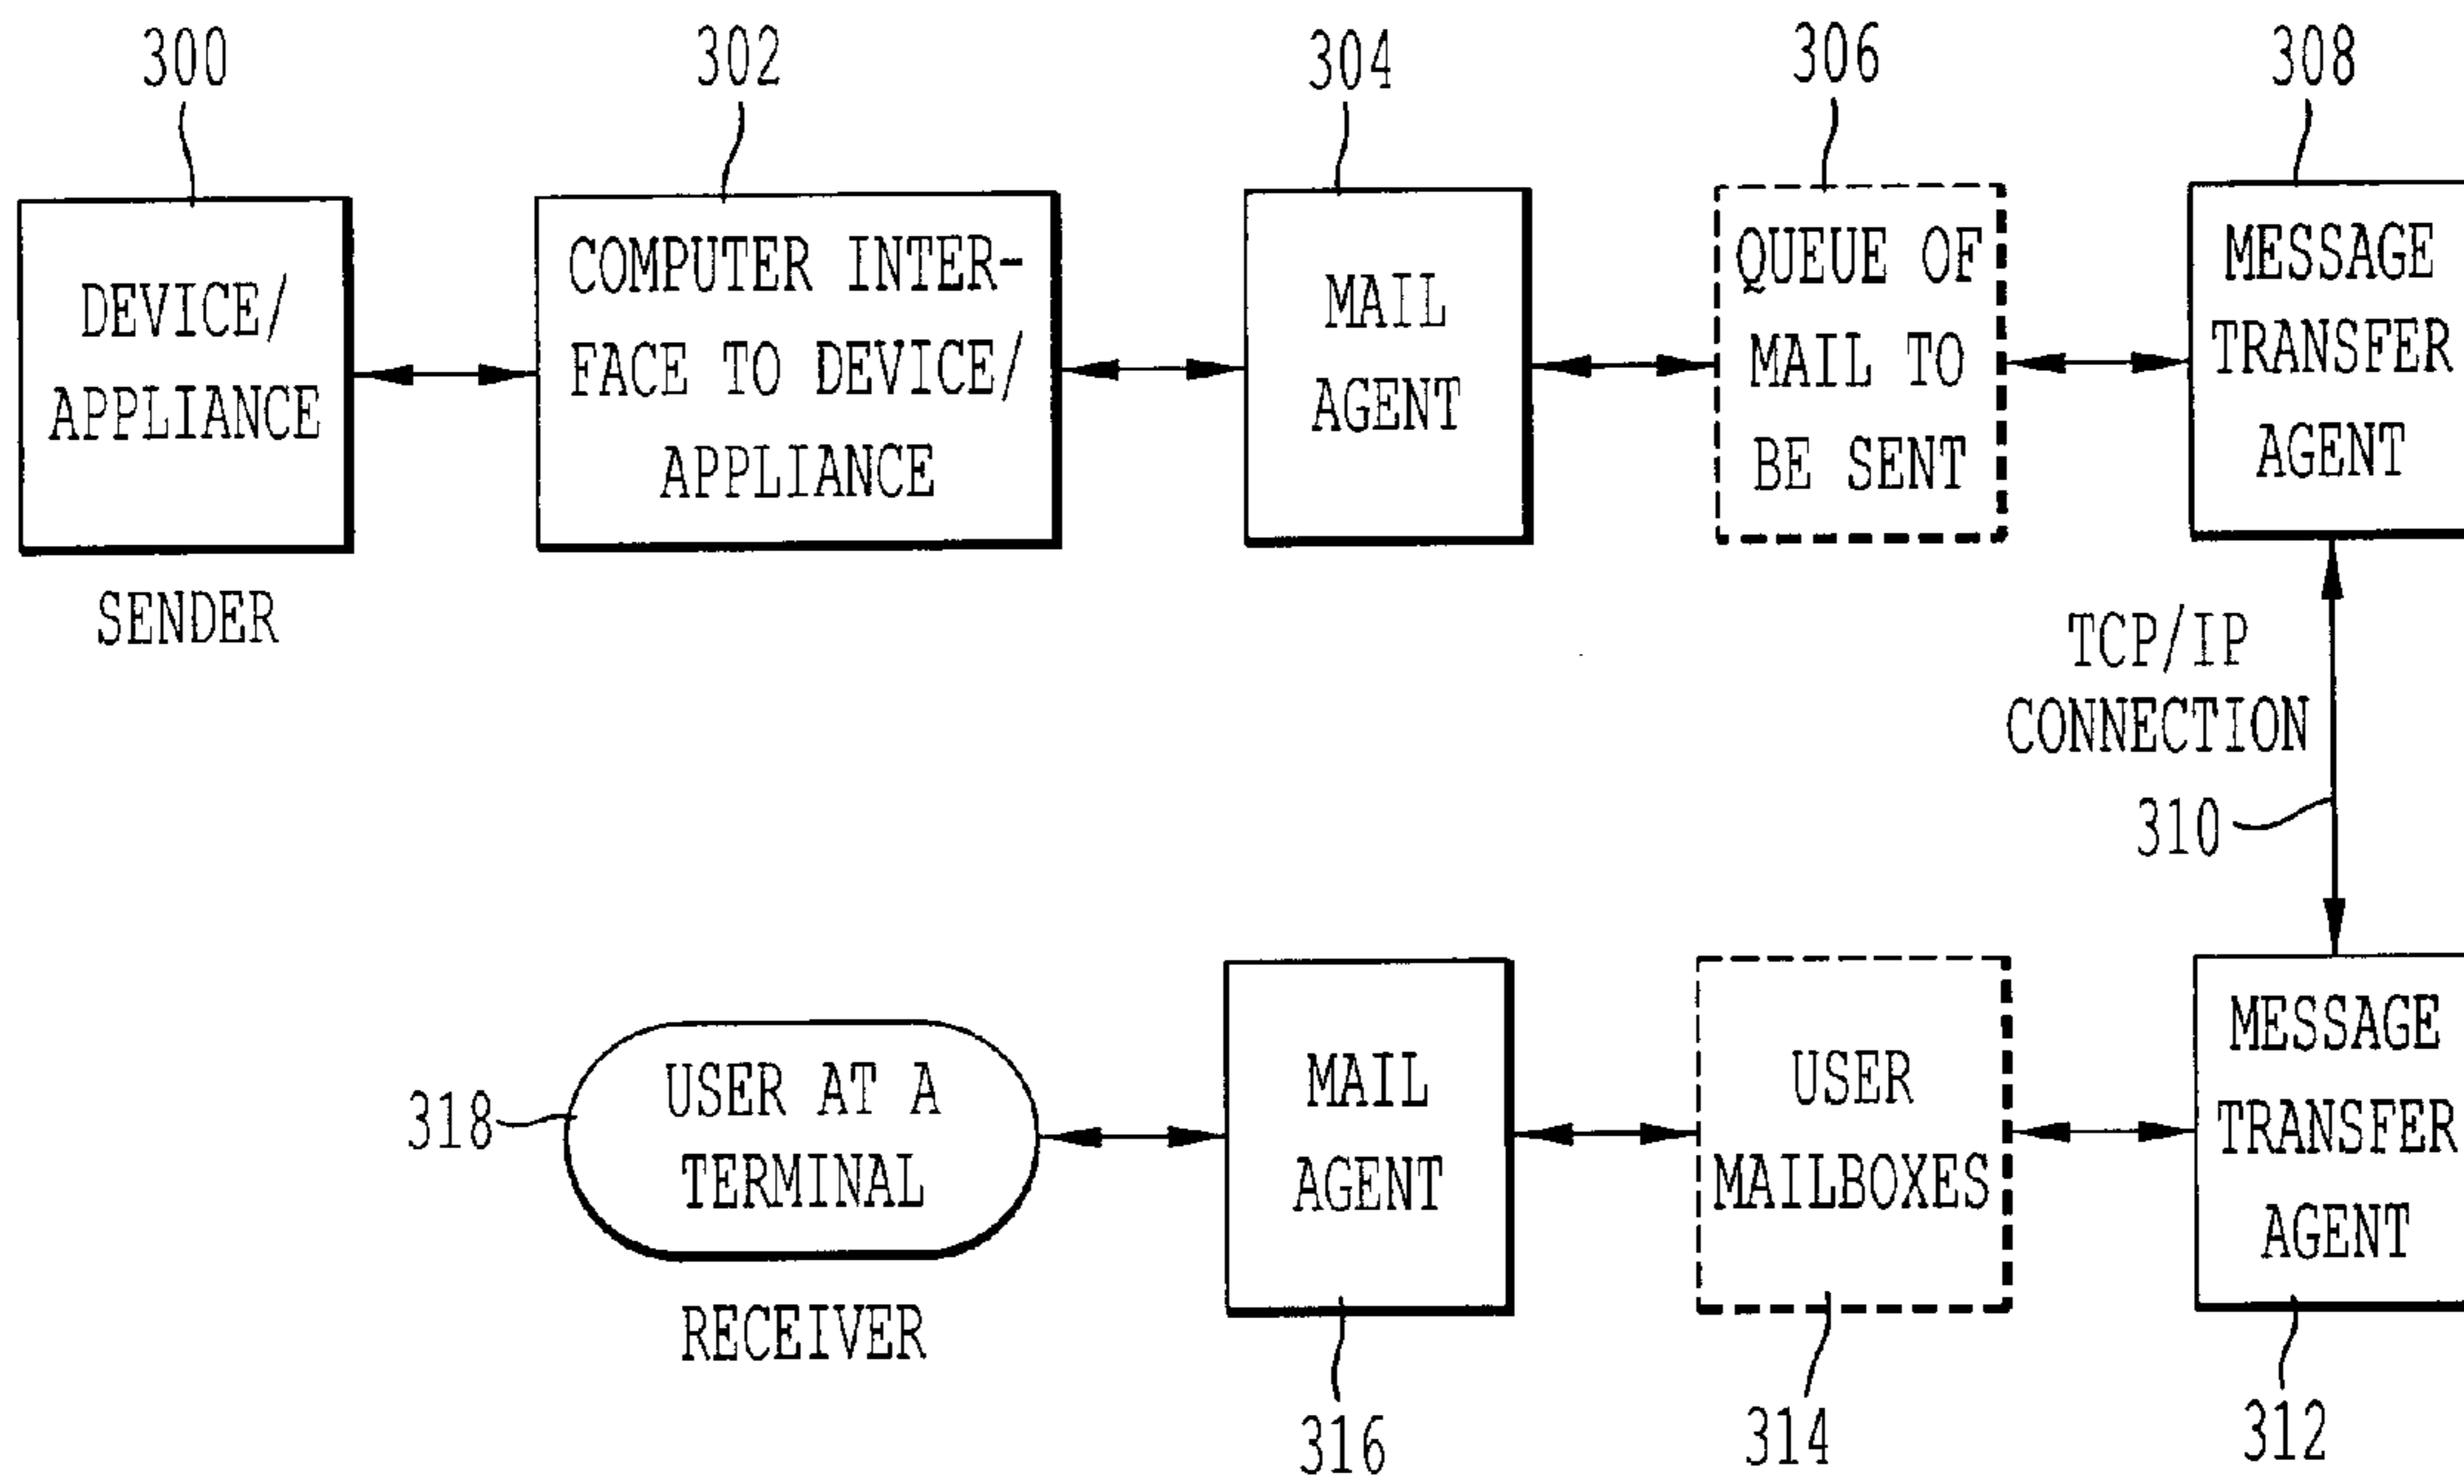 300
302
304
306
308
DEVICE/
APPLIANCE
SENDER
COMPUTER INTER-
FACE TO DEVICE/
APPLIANCE
MAIL
AGENT
QUEUE OF
MAIL TO
BE SENT
MESSAGE
TRANSFER
AGENT
TCP/IP
CONNECTION
310
318
USER AT A
TERMINAL
RECEIVER
MAIL
AGENT
316
USER
MAILBOXES
314
MESSAGE
TRANSFER
AGENT
312